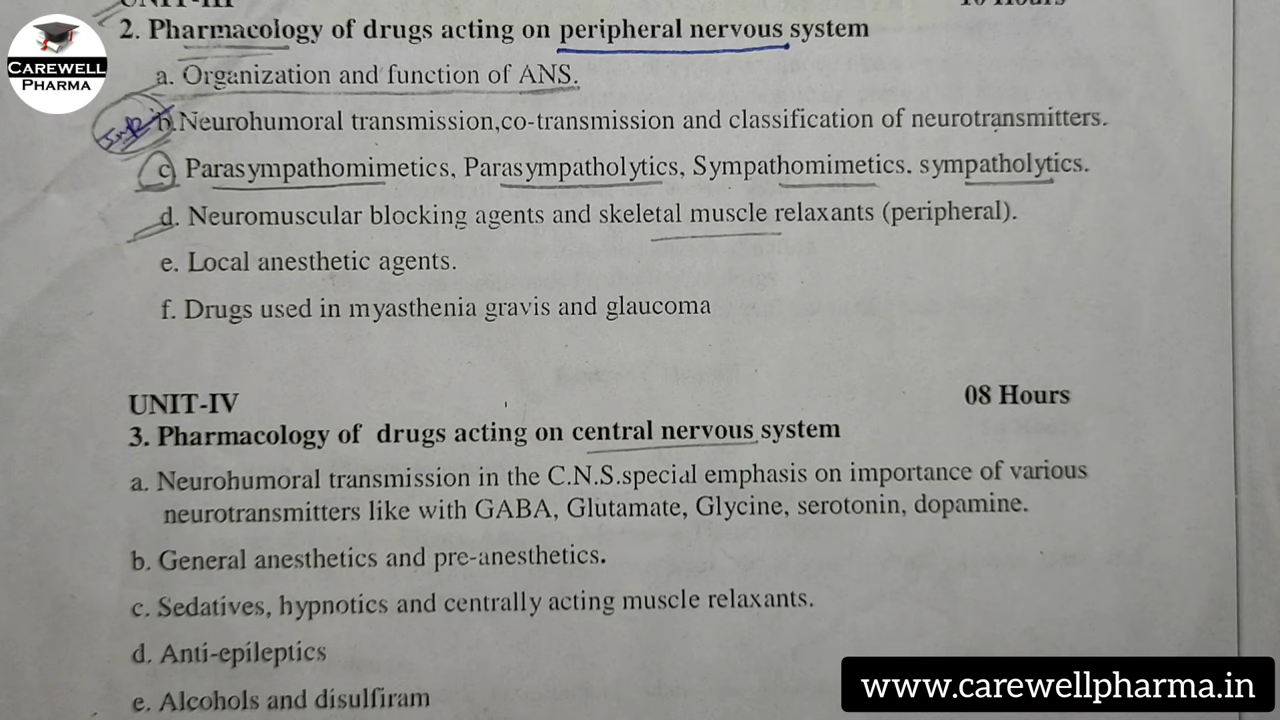 UNIT-III 10 Hours
2. Pharmacology of drugs acting on peripheral nervous system
CAREWELL
PHARMA
a. Organization and function of ANS.
b. Neurohumoral transmission,co-transmission and classification of neurotransmitters.
c. Parasympathomimetics, Parasympatholytics, Sympathomimetics. sympatholytics.
d. Neuromuscular blocking agents and skeletal muscle relaxants (peripheral).
e. Local anesthetic agents.
f. Drugs used in myasthenia gravis and glaucoma
UNIT-IV 08 Hours
3. Pharmacology of drugs acting on central nervous system
a. Neurohumoral transmission in the C.N.S.special emphasis on importance of various
neurotransmitters like with GABA, Glutamate, Glycine, serotonin, dopamine.
b. General anesthetics and pre-anesthetics.
c. Sedatives, hypnotics and centrally acting muscle relaxants.
d. Anti-epileptics
e. Alcohols and disulfiram
www.carewellpharma.in